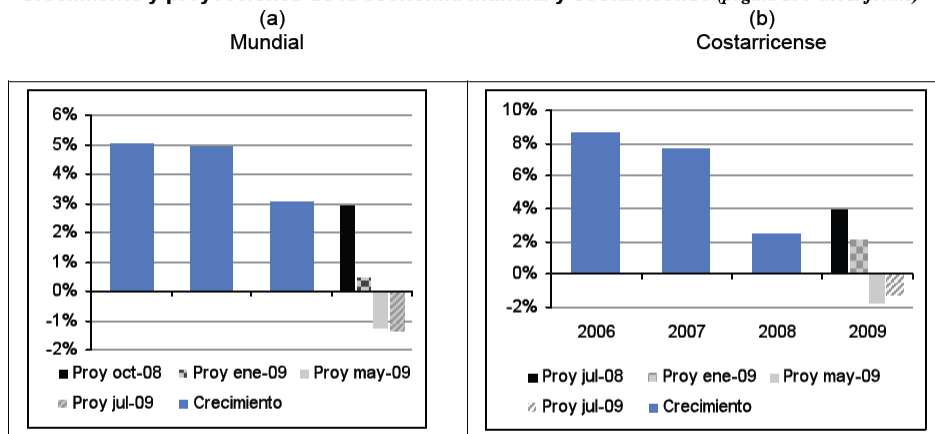 (a) (b)
Mundial Costarricense
6%
5%
4%
3%
2%
1%
0%
-1%
-2%
Proy oct-08 Proy ene-09 Proy may-09
Proy jul-09 Crecimiento
10%
8%
6%
4%
2%
0%
-2%
2006 2007 2008 2009
Proy jul-08 Proy ene-09 Proy may-09
Proy jul-09 Crecimiento